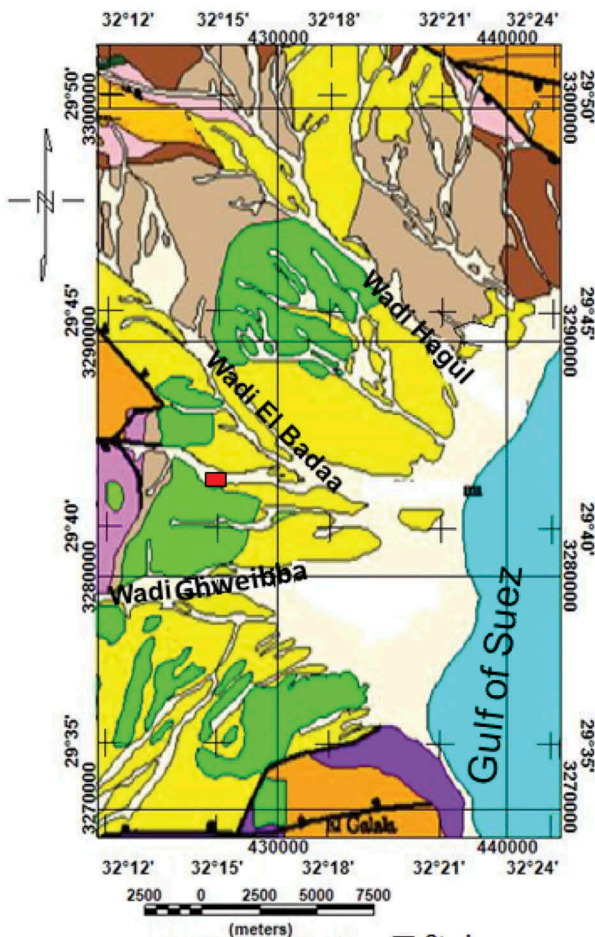 32°12' 32°15' 32°18' 32°21' 32°24'
430000 440000
29°50' 3300000 3300000 29°50'
Wadi Hagul
29°45' 3290000 3290000 29°45'
Wadi El Badaa
29°40' 3280000 3280000 29°40'
Wadi Ghweibba
Gulf of Suez
29°35' 3270000 3270000 29°35'
El Galala
430000 440000
32°12' 32°15' 32°18' 32°21' 32°24'
2500 0 2500 5000 7500
(meters)